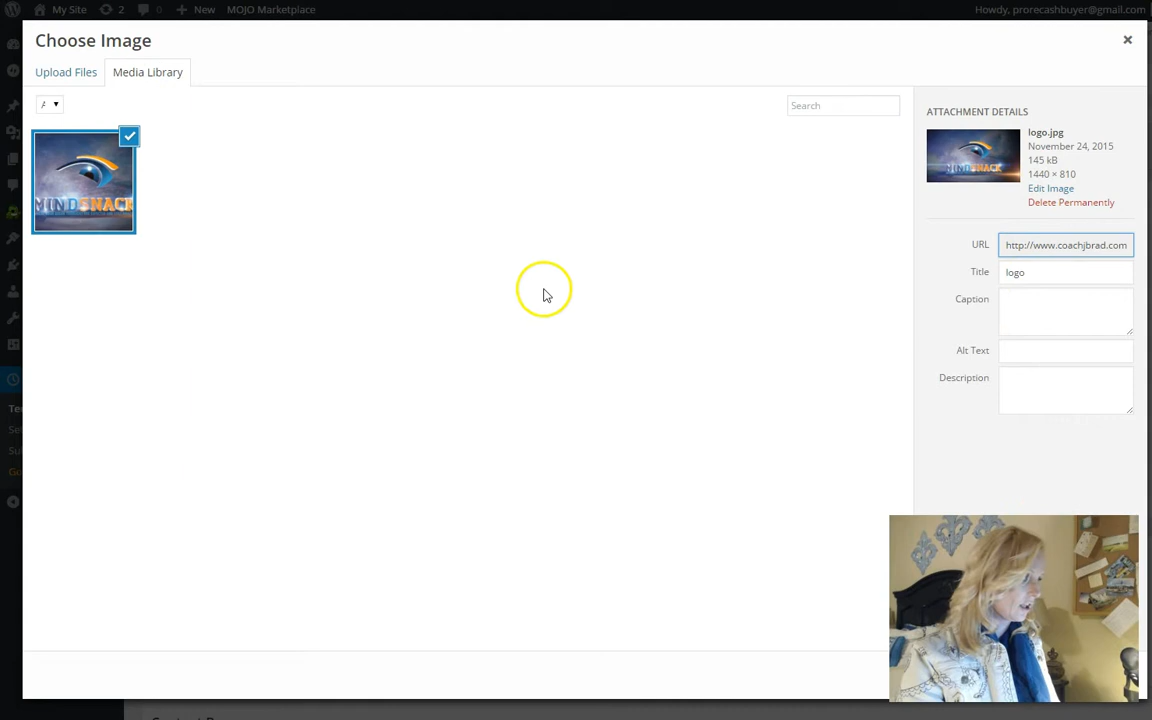 My Site 2 0 New MOJO Marketplace Howdy, prorecashbuyer@gmail.com
Choose Image
Upload Files Media Library
Search
ATTACHMENT DETAILS
logo.jpg
November 24, 2015
145 kB
1440 × 810
Edit Image
Delete Permanently
MINDSNACK
URL http://www.coachjbrad.com
Title logo
Caption
Alt Text
Description